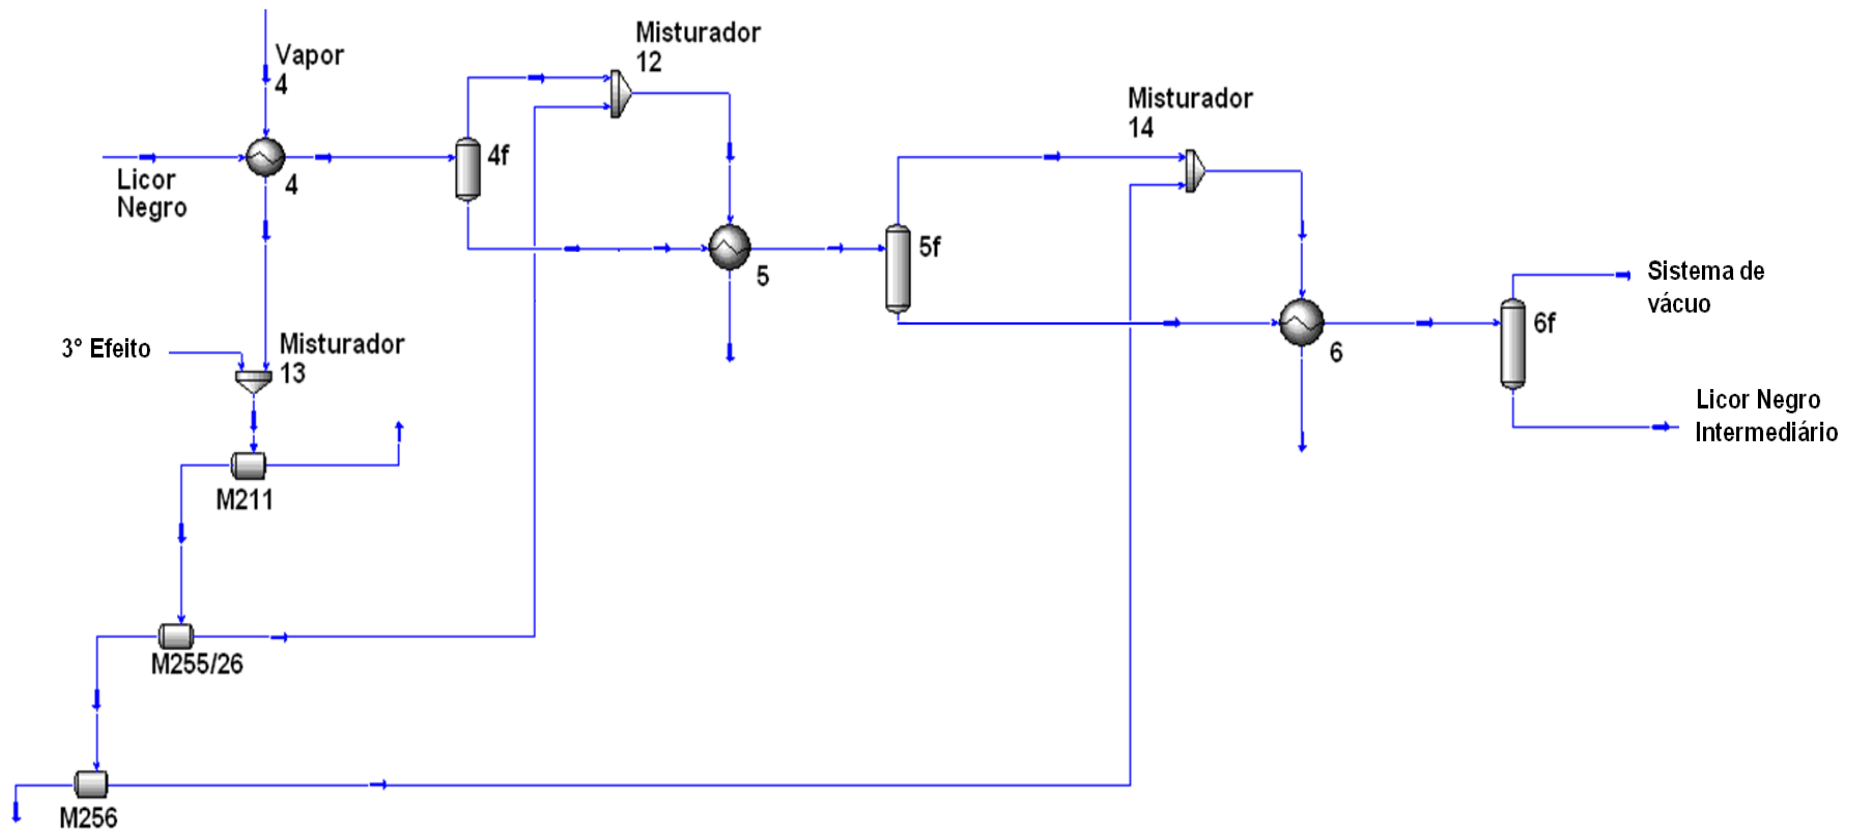 Misturador
12
Vapor
4
Misturador
14
4f
4
Licor
Negro
5f
5
Sistema de
vácuo
6f
6
3° Efeito
Misturador
13
Licor Negro
Intermediário
M211
M255/26
M256